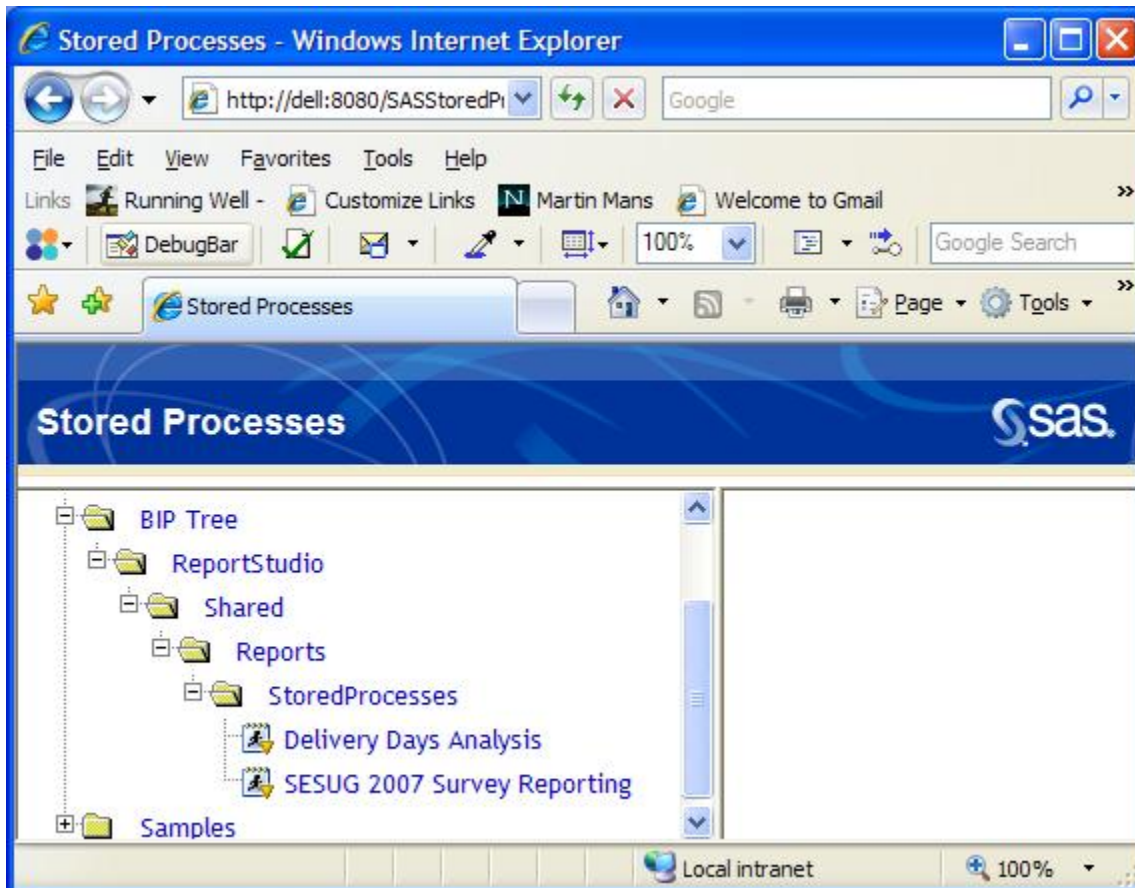 Stored Processes - Windows Internet Explorer
http://dell:8080/SASStoredPr
Google
File Edit View Favorites Tools Help
Links Running Well - Customize Links N Martin Mans Welcome to Gmail »
DebugBar 100% Google Search
Stored Processes Page Tools »
Stored Processes
sas.
BIP Tree
ReportStudio
Shared
Reports
StoredProcesses
Delivery Days Analysis
SESUG 2007 Survey Reporting
Samples
Local intranet 100%